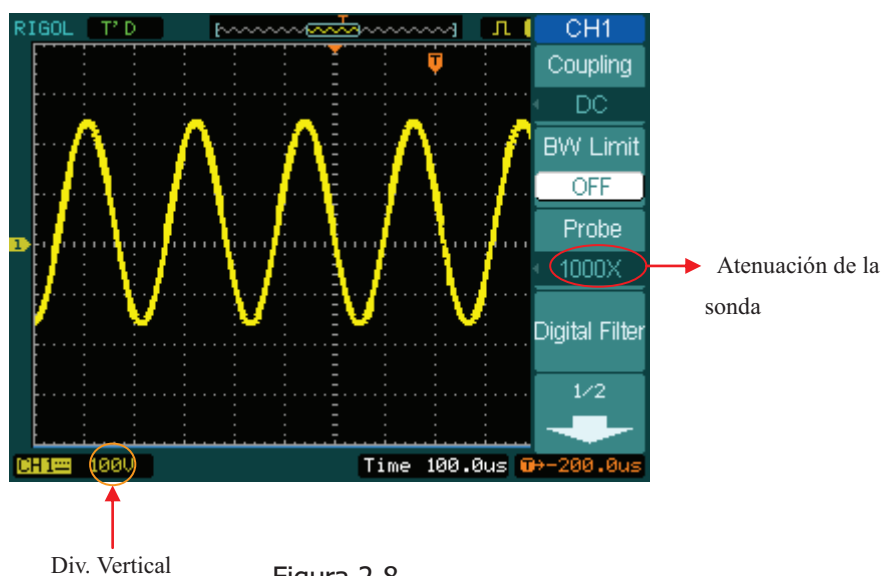 RIGOL T' D T CH1
Coupling
T
DC
BW Limit
OFF
Probe
1
1000X
Atenuación de la
sonda
Digital Filter
1/2
CH1 100V Time 100.0us T→-200.0us
Div. Vertical
Figura 2-8